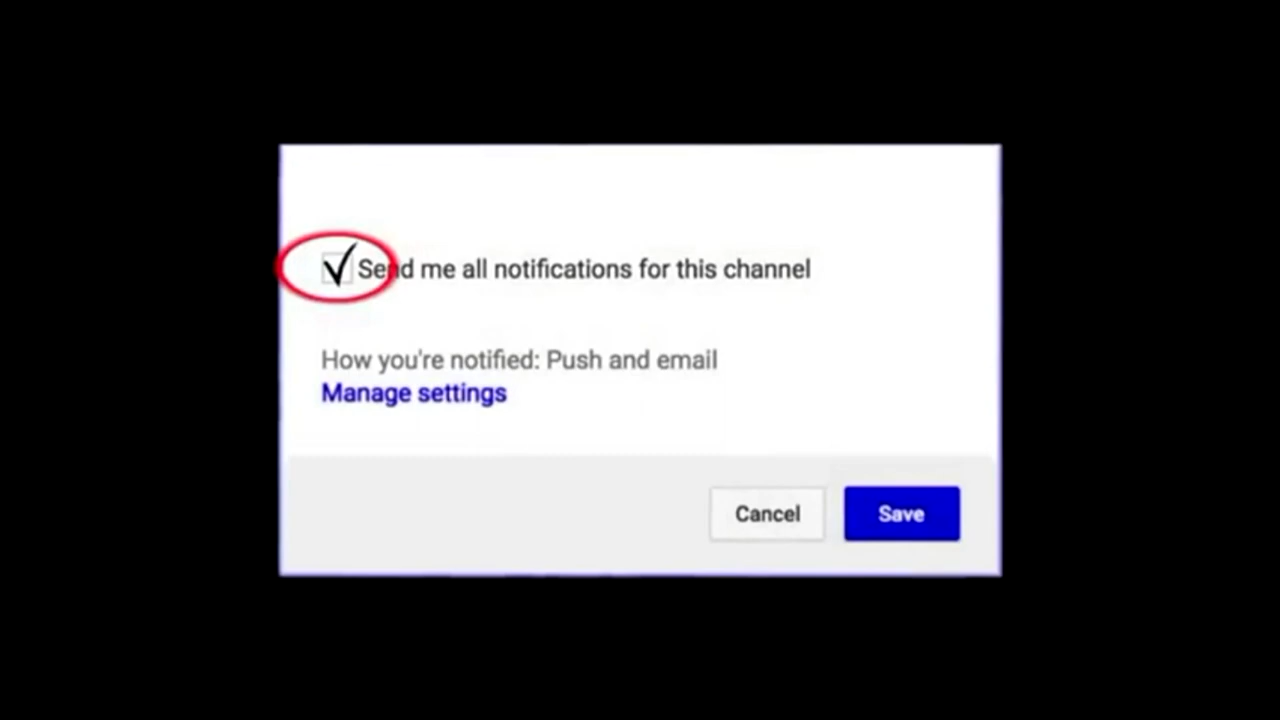 Send me all notifications for this channel
How you're notified: Push and email
Manage settings
Cancel
Save